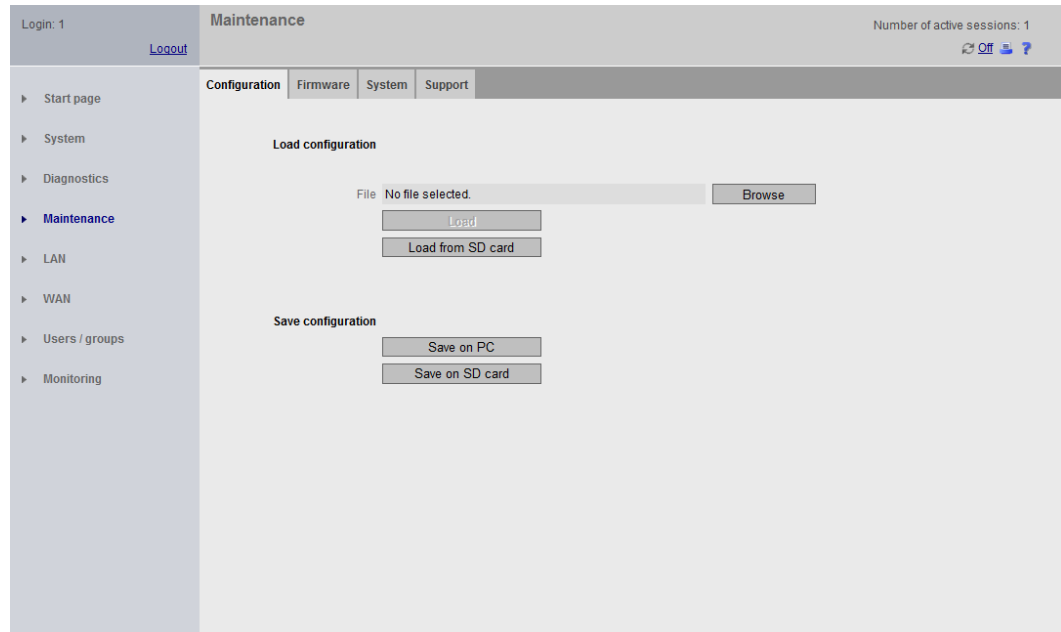 Login: 1
Logout
Maintenance
Number of active sessions: 1
Off ?
Start page
System
Diagnostics
Maintenance
LAN
WAN
Users / groups
Monitoring
Configuration Firmware System Support
Load configuration
File No file selected. Browse
Load
Load from SD card
Save configuration
Save on PC
Save on SD card